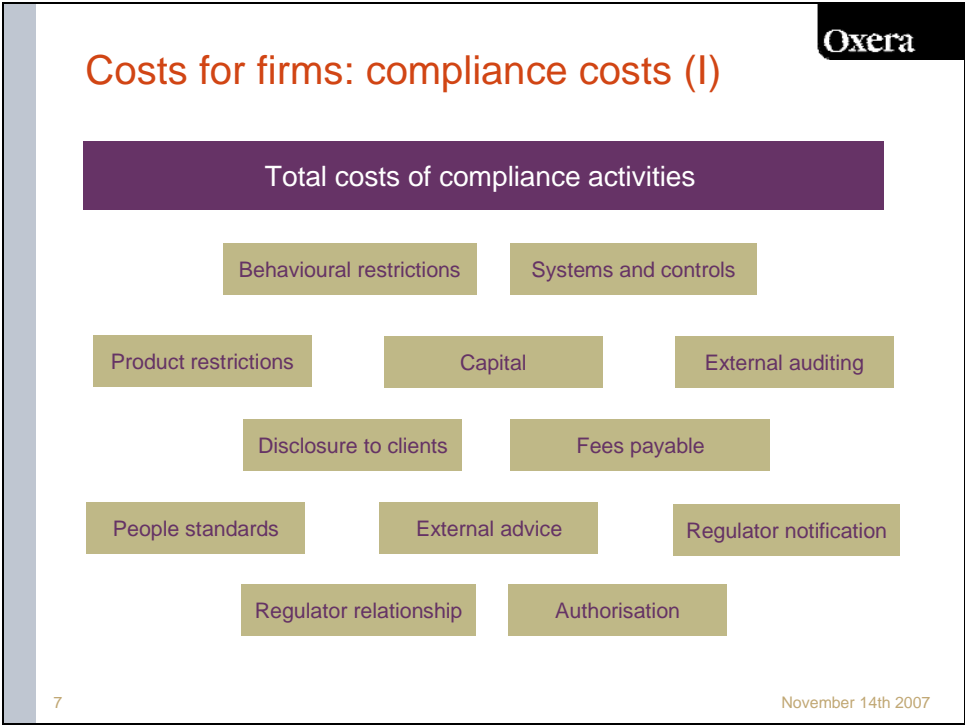 Oxera
Costs for firms: compliance costs (I)
Total costs of compliance activities
Behavioural restrictions
Systems and controls
Product restrictions
Capital
External auditing
Disclosure to clients
Fees payable
People standards
External advice
Regulator notification
Regulator relationship
Authorisation
7
November 14th 2007